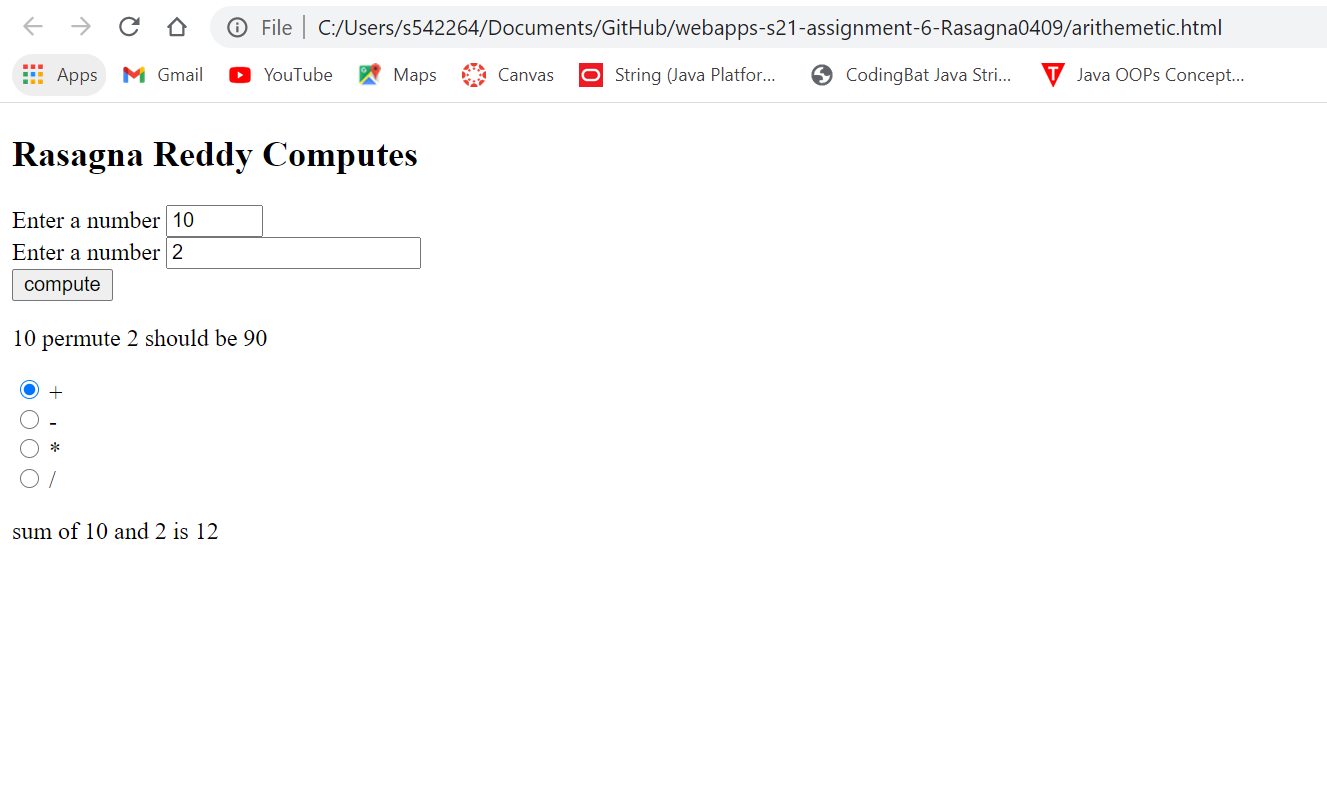 File C:/Users/s542264/Documents/GitHub/webapps-s21-assignment-6-Rasagna0409/arithemetic.html
Apps Gmail YouTube Maps Canvas String (Java Platfor... CodingBat Java Stri... Java OOPs Concept...
Rasagna Reddy Computes
Enter a number 10
Enter a number 2
compute
10 permute 2 should be 90
+
-
*
/
sum of 10 and 2 is 12